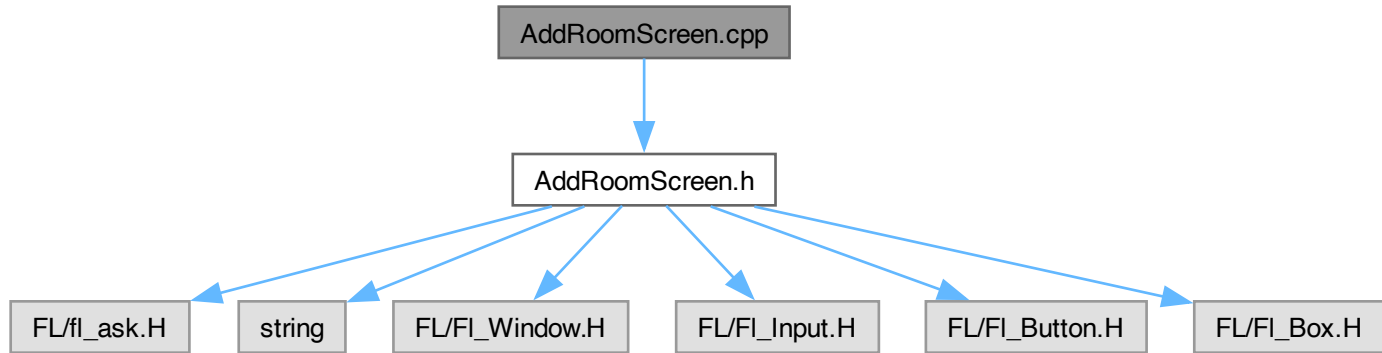 AddRoomScreen.cpp
AddRoomScreen.h
FL/fl_ask.H
string
FL/Fl_Window.H
FL/Fl_Input.H
FL/Fl_Button.H
FL/Fl_Box.H